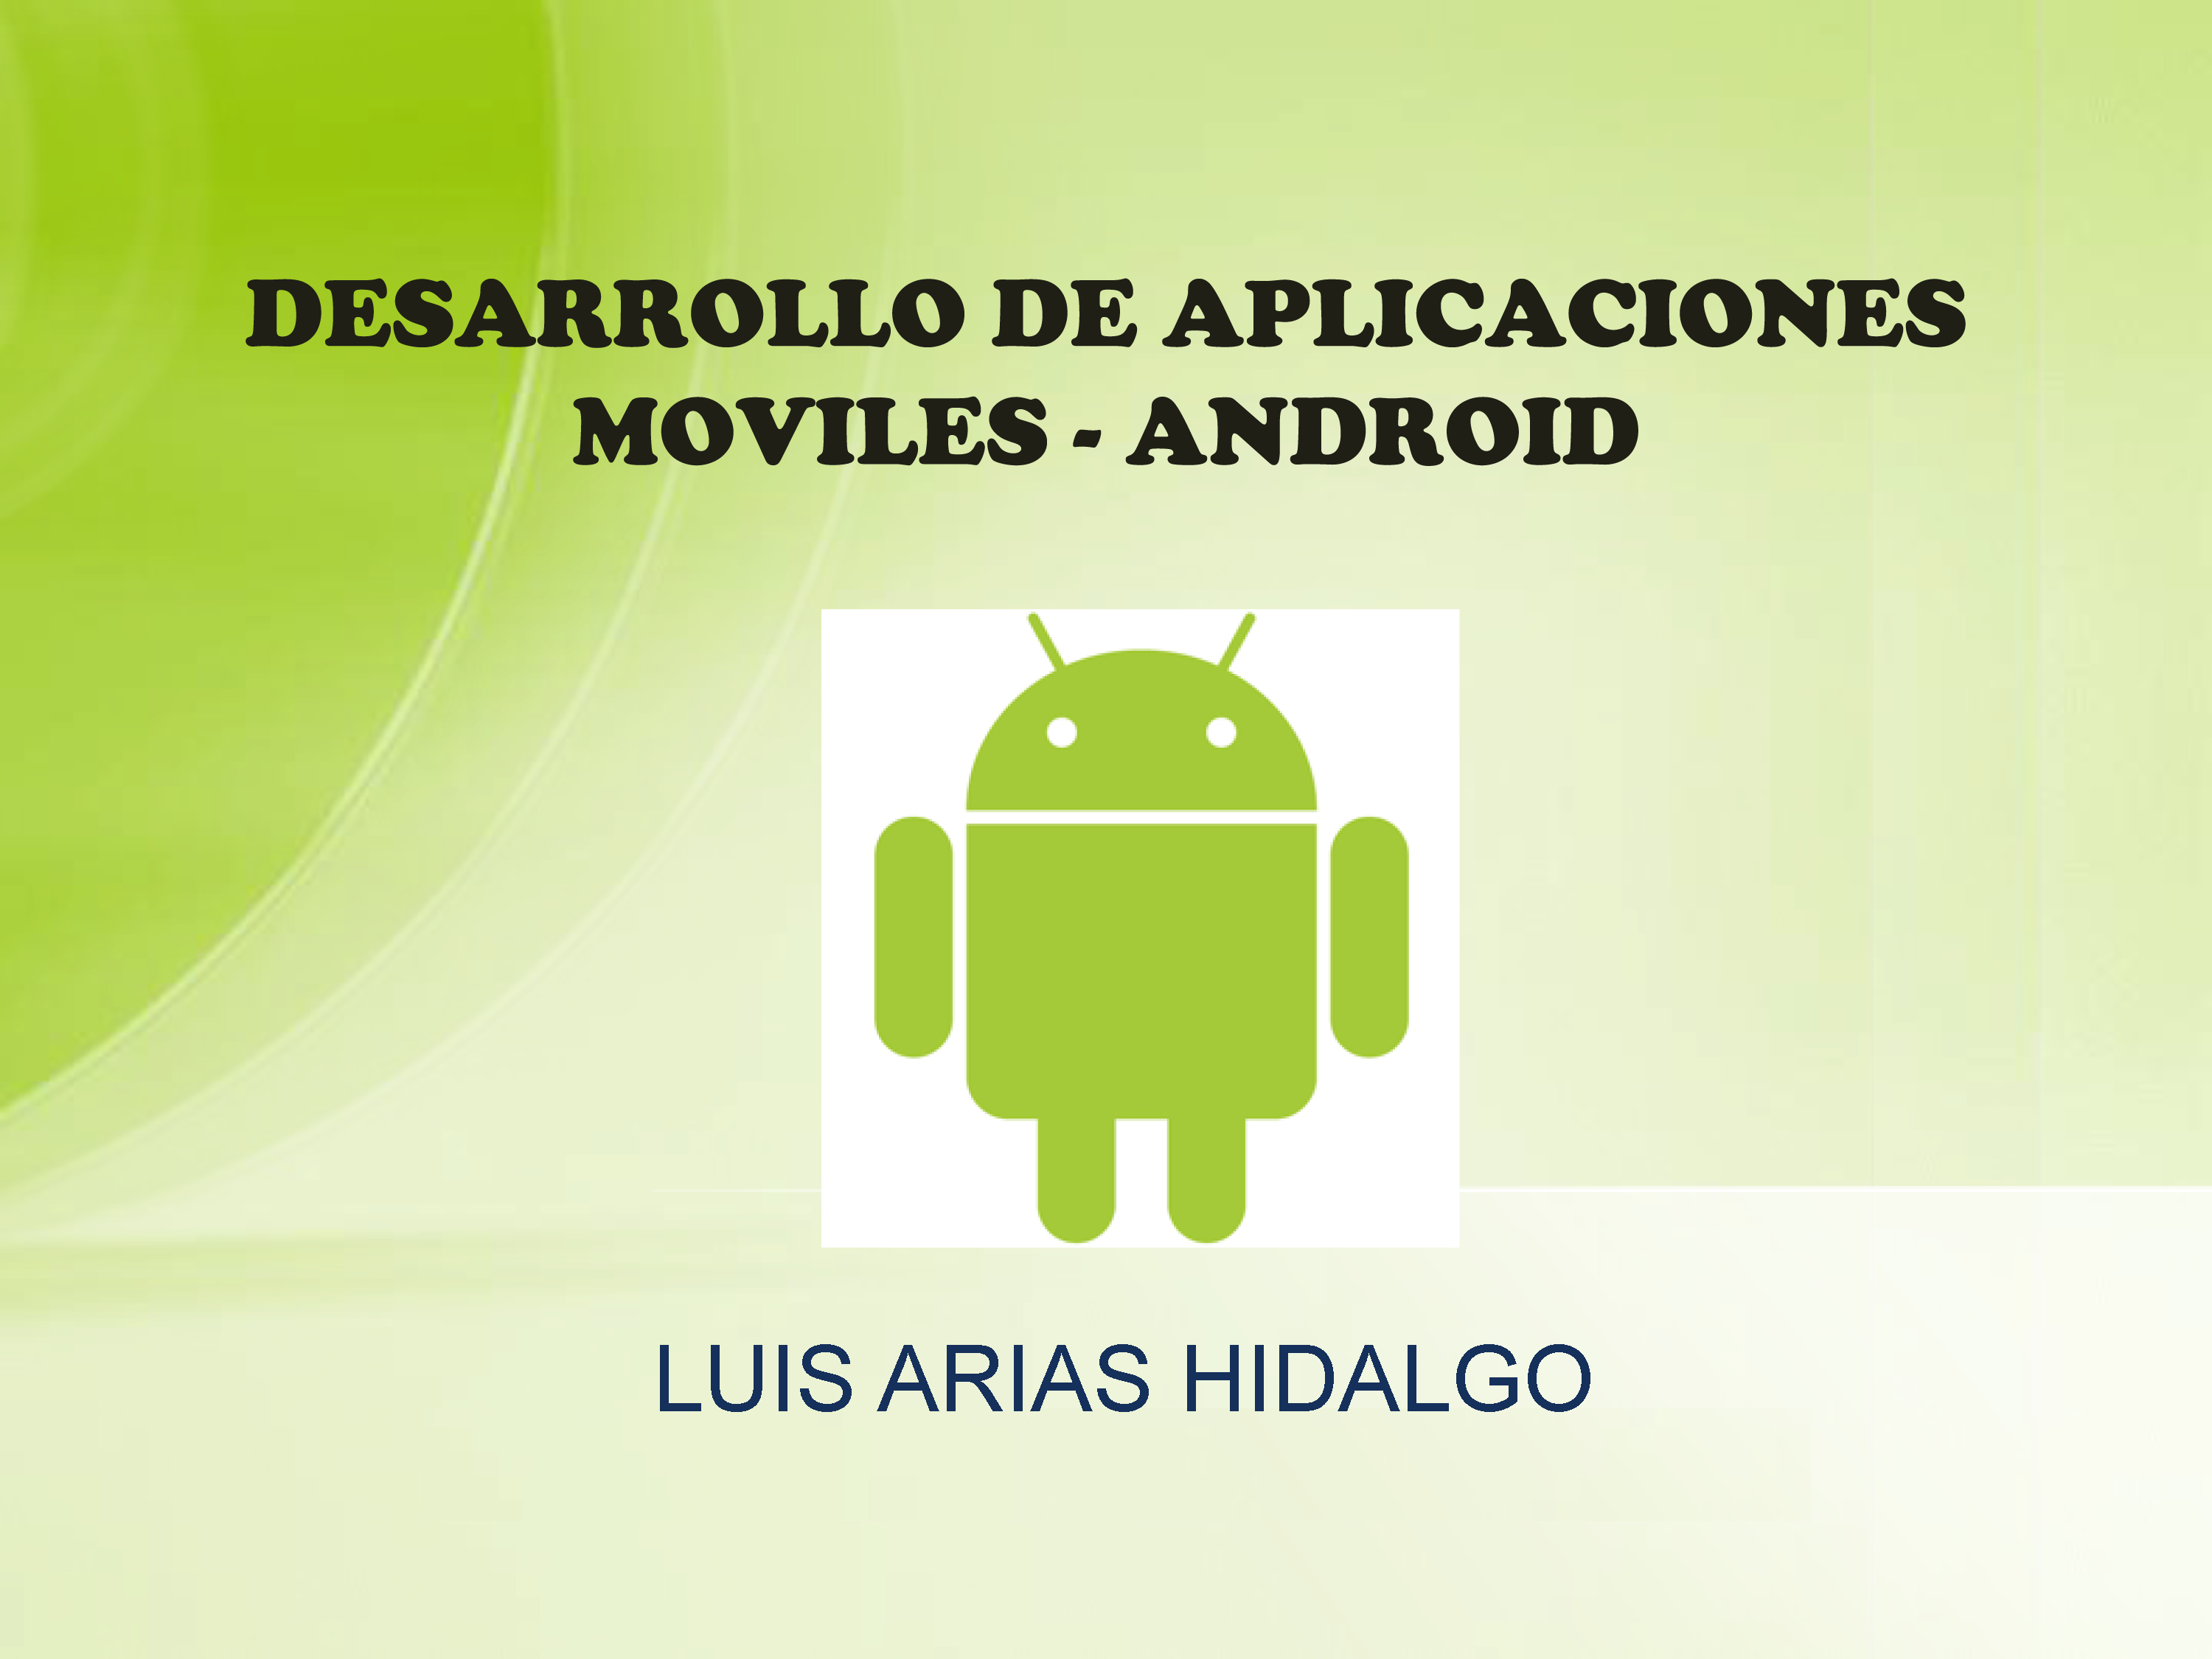 DESARROLLO DE APLICACIONES
MOVILES - ANDROID
LUIS ARIAS HIDALGO